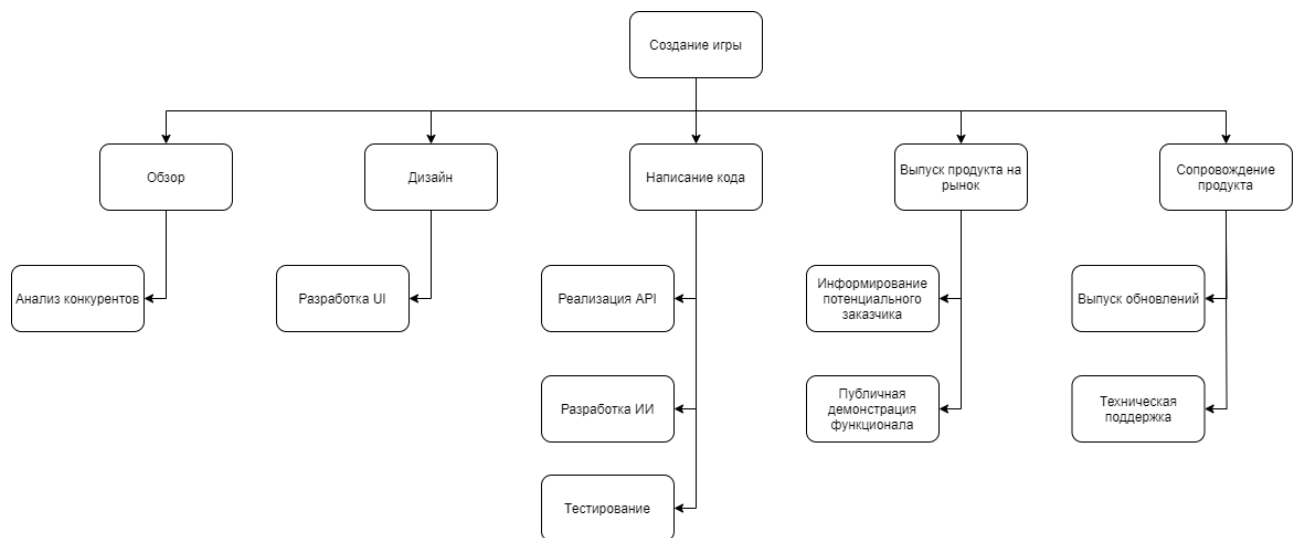 Создание игры
Обзор
Дизайн
Написание кода
Выпуск продукта на
рынок
Сопровождение
продукта
Анализ конкурентов
Разработка UI
Реализация API
Информирование
потенциального
заказчика
Выпуск обновлений
Разработка ИИ
Публичная
демонстрация
функционала
Техническая
поддержка
Тестирование